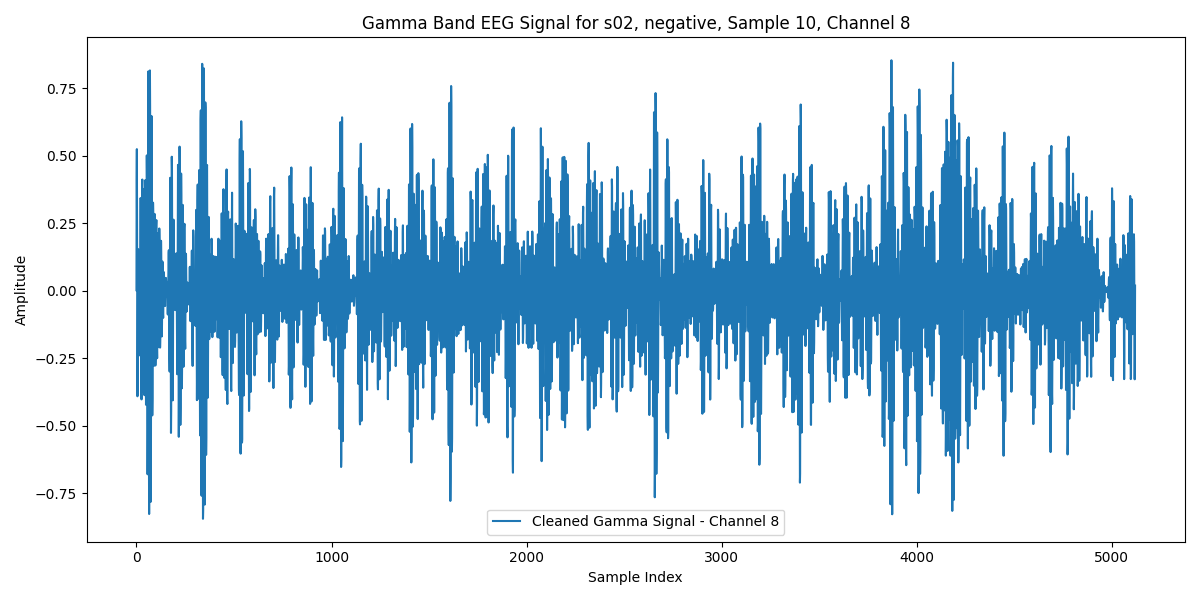 Gamma Band EEG Signal for s02, negative, Sample 10, Channel 8
Amplitude
0.75
0.50
0.25
0.00
−0.25
−0.50
−0.75
Cleaned Gamma Signal - Channel 8
0 1000 2000 3000 4000 5000
Sample Index